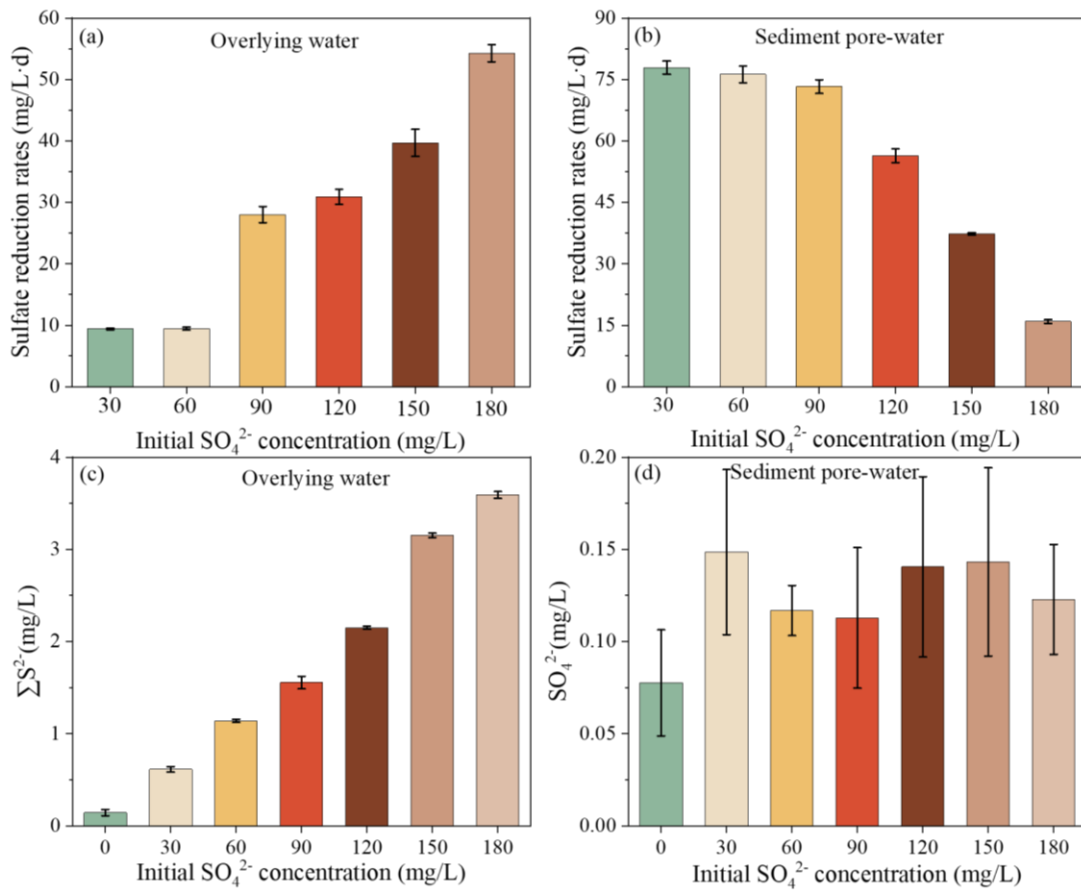 (a)
Overlying water
Sulfate reduction rates (mg/L·d)
60
50
40
30
20
10
0
30 60 90 120 150 180
Initial SO₄²⁻ concentration (mg/L)
(b)
Sediment pore-water
Sulfate reduction rates (mg/L·d)
90
75
60
45
30
15
0
30 60 90 120 150 180
Initial SO₄²⁻ concentration (mg/L)
(c)
Overlying water
∑S²⁻(mg/L)
4
3
2
1
0
0 30 60 90 120 150 180
Initial SO₄²⁻ concentration (mg/L)
(d)
Sediment pore-water
SO₄²⁻(mg/L)
0.20
0.15
0.10
0.05
0.00
0 30 60 90 120 150 180
Initial SO₄²⁻ concentration (mg/L)